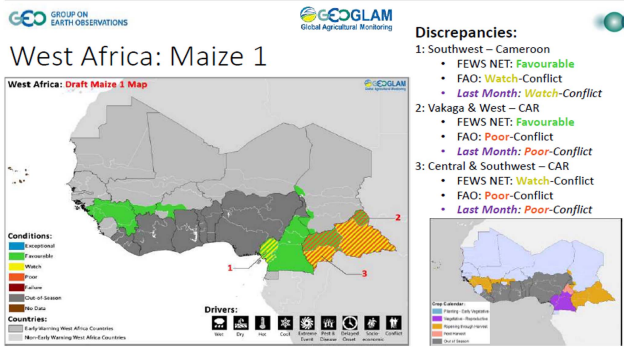 GEO GROUP ON
EARTH OBSERVATIONS
GEOGLAM
Global Agricultural Monitoring
West Africa: Maize 1
West Africa: Draft Maize 1 Map
GEOGLAM
Global Agricultural Monitoring
1
2
3
Conditions:
Exceptional
Favourable
Watch
Poor
Failure
Out-of-Season
No Data
Countries:
Early Warning West Africa Countries
Non-Early Warning West Africa Countries
Drivers:
Wet
Dry
Hot
Cool
Extreme Event
Pest & Disease
Delayed Onset
Socio-economic
Conflict
Discrepancies:
1: Southwest – Cameroon
• FEWS NET: Favourable
• FAO: Watch-Conflict
• Last Month: Watch-Conflict
2: Vakaga & West – CAR
• FEWS NET: Favourable
• FAO: Poor-Conflict
• Last Month: Poor-Conflict
3: Central & Southwest – CAR
• FEWS NET: Watch-Conflict
• FAO: Poor-Conflict
• Last Month: Poor-Conflict
Crop Calendar:
Planting - Early Vegetative
Vegetative - Reproductive
Ripening through Harvest
Post Harvest
Out of Season